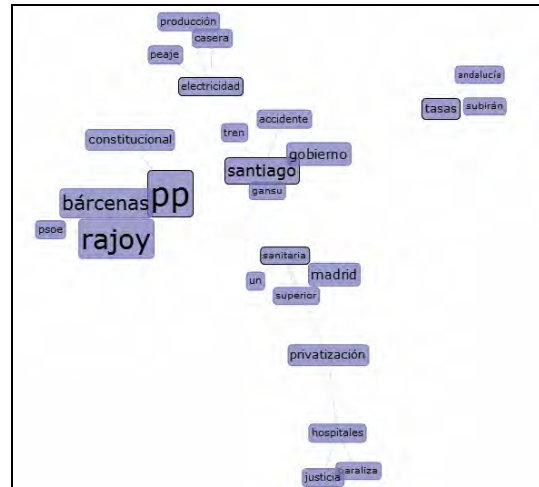 producción
casera
peaje
electricidad
andalucía
tasas
subirán
constitucional
accidente
tren
gobierno
santiago
gansu
pp
bárcenas
psoe
rajoy
sanitaria
un
madrid
superior
privatización
hospitales
justicia
paraliza